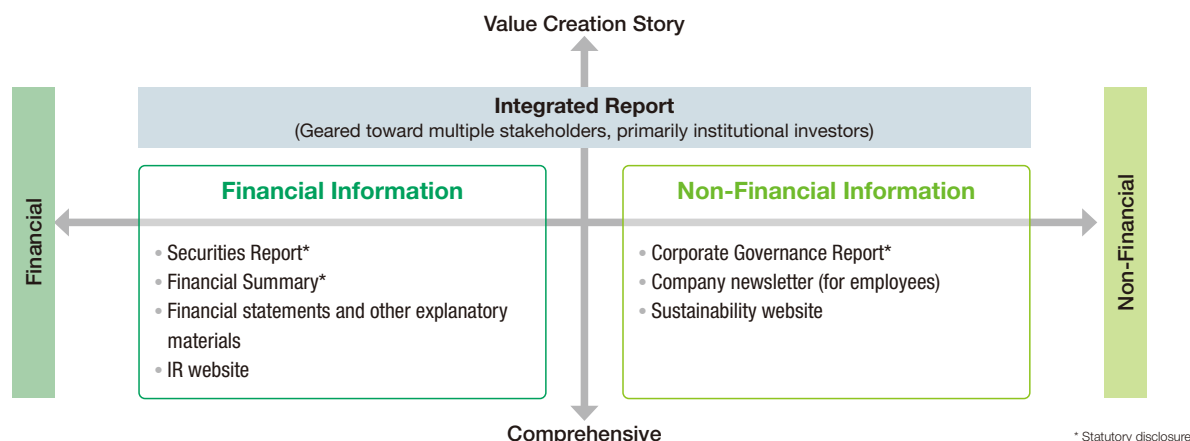 Value Creation Story
Integrated Report
(Geared toward multiple stakeholders, primarily institutional investors)
Financial
Financial Information
• Securities Report*
• Financial Summary*
• Financial statements and other explanatory
materials
• IR website
Non-Financial Information
• Corporate Governance Report*
• Company newsletter (for employees)
• Sustainability website
Non-Financial
Comprehensive
* Statutory disclosure